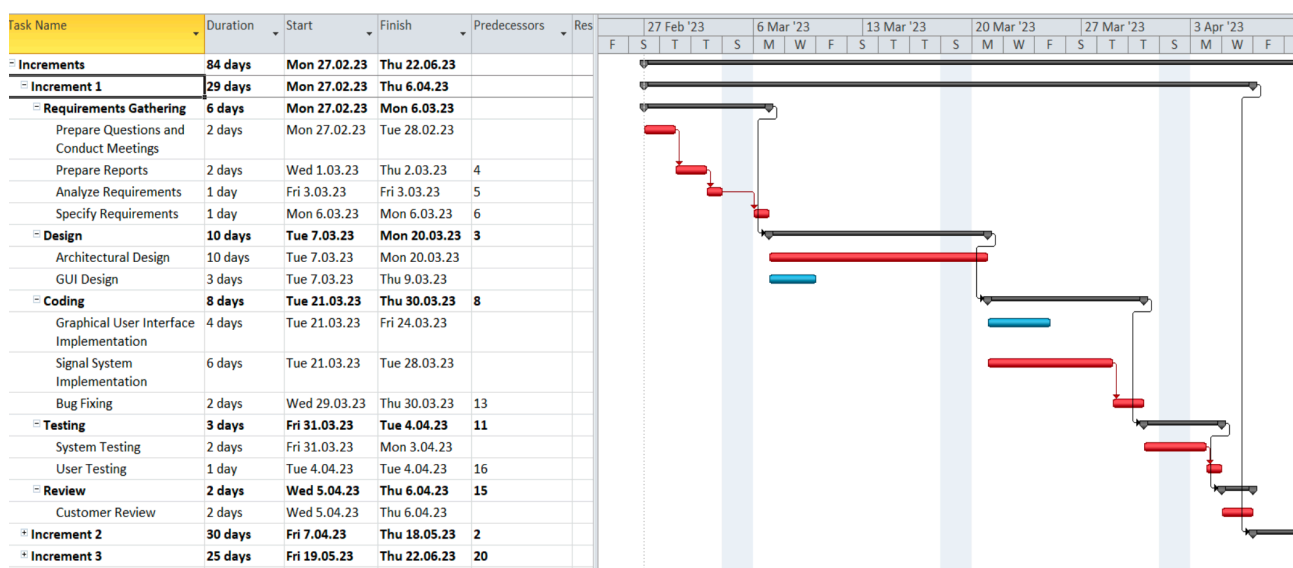 Task Name Duration Start Finish Predecessors Res
27 Feb '23 6 Mar '23 13 Mar '23 20 Mar '23 27 Mar '23 3 Apr '23
F S T T S M W F S T T S M W F S T T S M W F
Increments 84 days Mon 27.02.23 Thu 22.06.23
Increment 1 29 days Mon 27.02.23 Thu 6.04.23
Requirements Gathering 6 days Mon 27.02.23 Mon 6.03.23
Prepare Questions and 2 days Mon 27.02.23 Tue 28.02.23
Conduct Meetings
Prepare Reports 2 days Wed 1.03.23 Thu 2.03.23 4
Analyze Requirements 1 day Fri 3.03.23 Fri 3.03.23 5
Specify Requirements 1 day Mon 6.03.23 Mon 6.03.23 6
Design 10 days Tue 7.03.23 Mon 20.03.23 3
Architectural Design 10 days Tue 7.03.23 Mon 20.03.23
GUI Design 3 days Tue 7.03.23 Thu 9.03.23
Coding 8 days Tue 21.03.23 Thu 30.03.23 8
Graphical User Interface 4 days Tue 21.03.23 Fri 24.03.23
Implementation
Signal System 6 days Tue 21.03.23 Tue 28.03.23
Implementation
Bug Fixing 2 days Wed 29.03.23 Thu 30.03.23 13
Testing 3 days Fri 31.03.23 Tue 4.04.23 11
System Testing 2 days Fri 31.03.23 Mon 3.04.23
User Testing 1 day Tue 4.04.23 Tue 4.04.23 16
Review 2 days Wed 5.04.23 Thu 6.04.23 15
Customer Review 2 days Wed 5.04.23 Thu 6.04.23
Increment 2 30 days Fri 7.04.23 Thu 18.05.23 2
Increment 3 25 days Fri 19.05.23 Thu 22.06.23 20